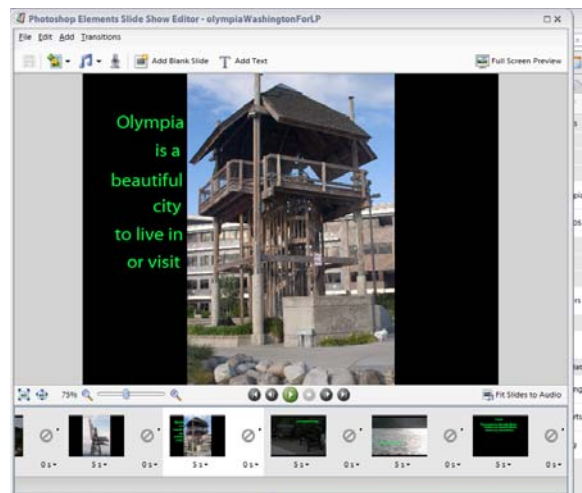 Photoshop Elements Slide Show Editor - olympiaWashingtonForLP
File Edit Add Transitions
Add Blank Slide T Add Text Full Screen Preview
Olympia
is a
beautiful
city
to live in
or visit
75% Fit Slides to Audio
0 s 5 s 0 s 5 s 0 s 5 s 0 s 5 s 0 s 5 s 0 s